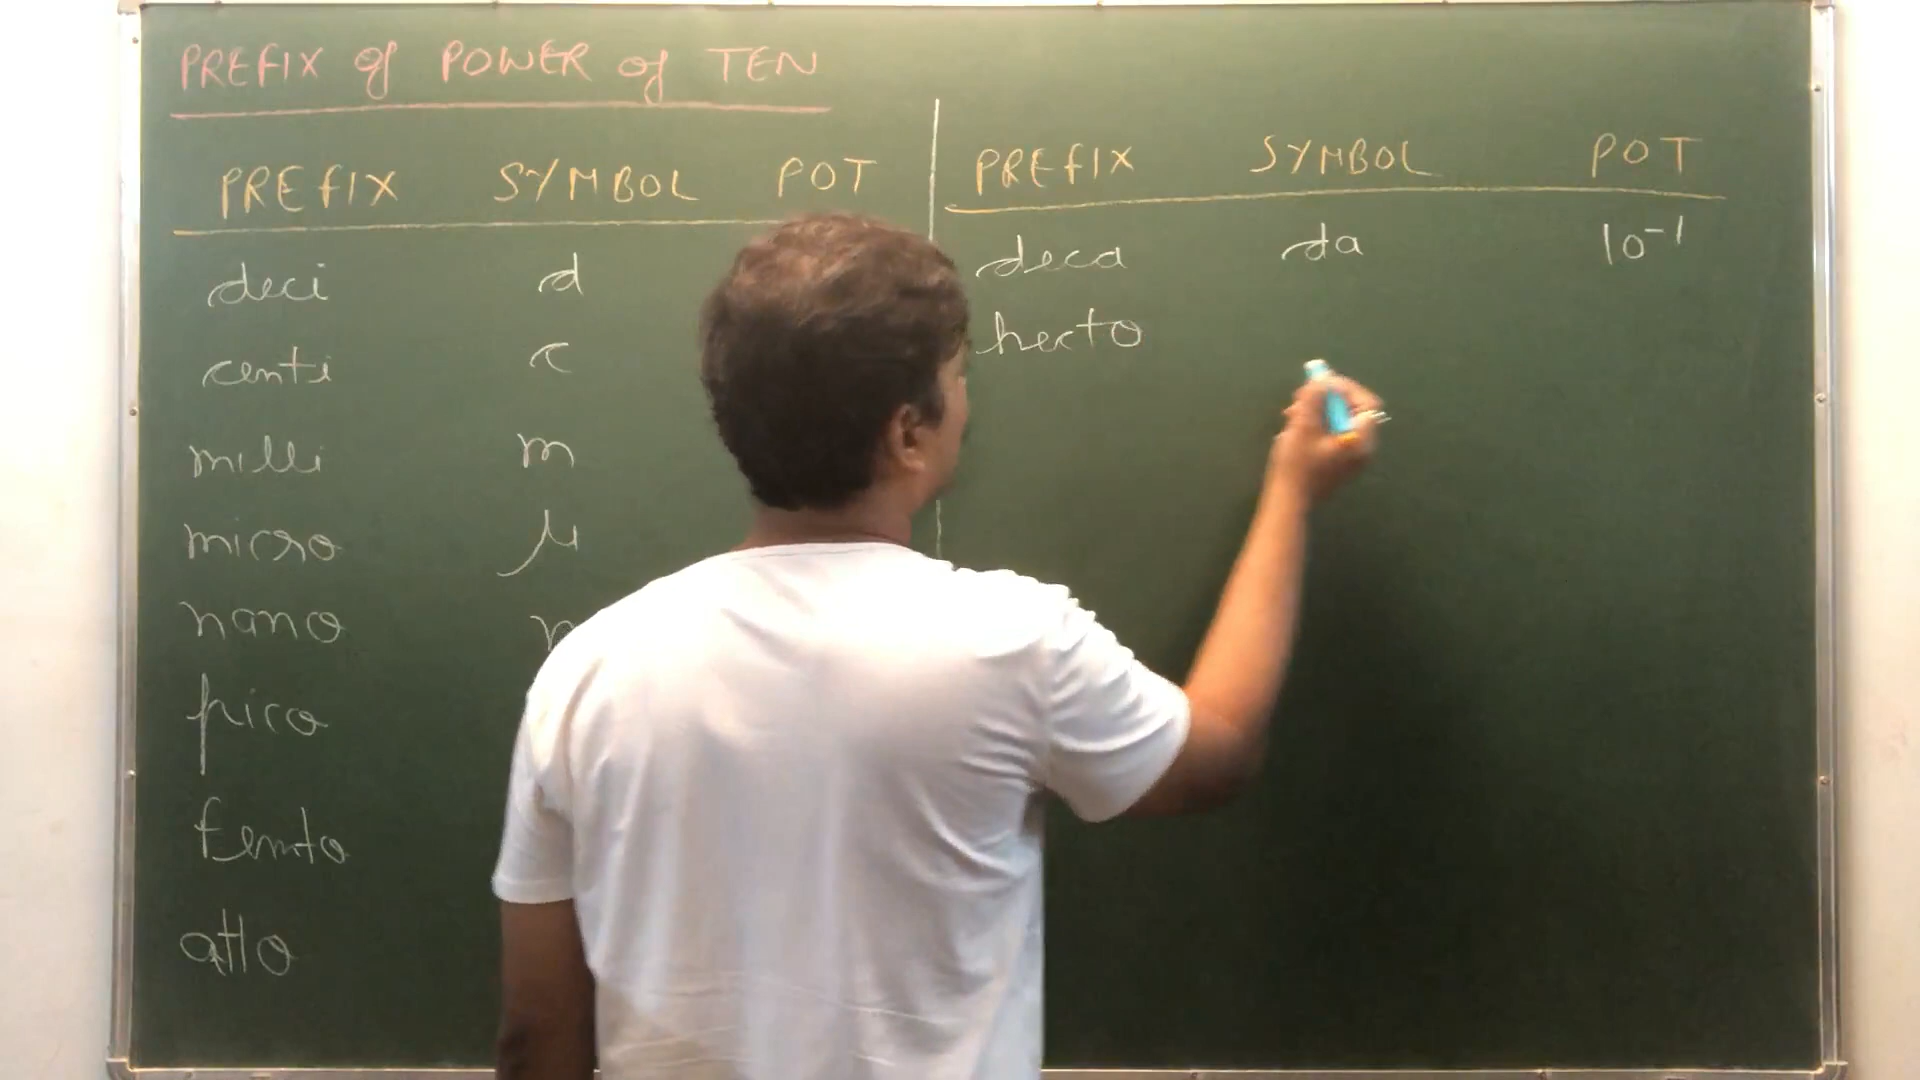 PREFIX of POWER of TEN
PREFIX SYMBOL POT
deci d
centi c
milli m
micro μ
nano n
pico
femto
atto
PREFIX SYMBOL POT
deca da 10⁻¹
hecto